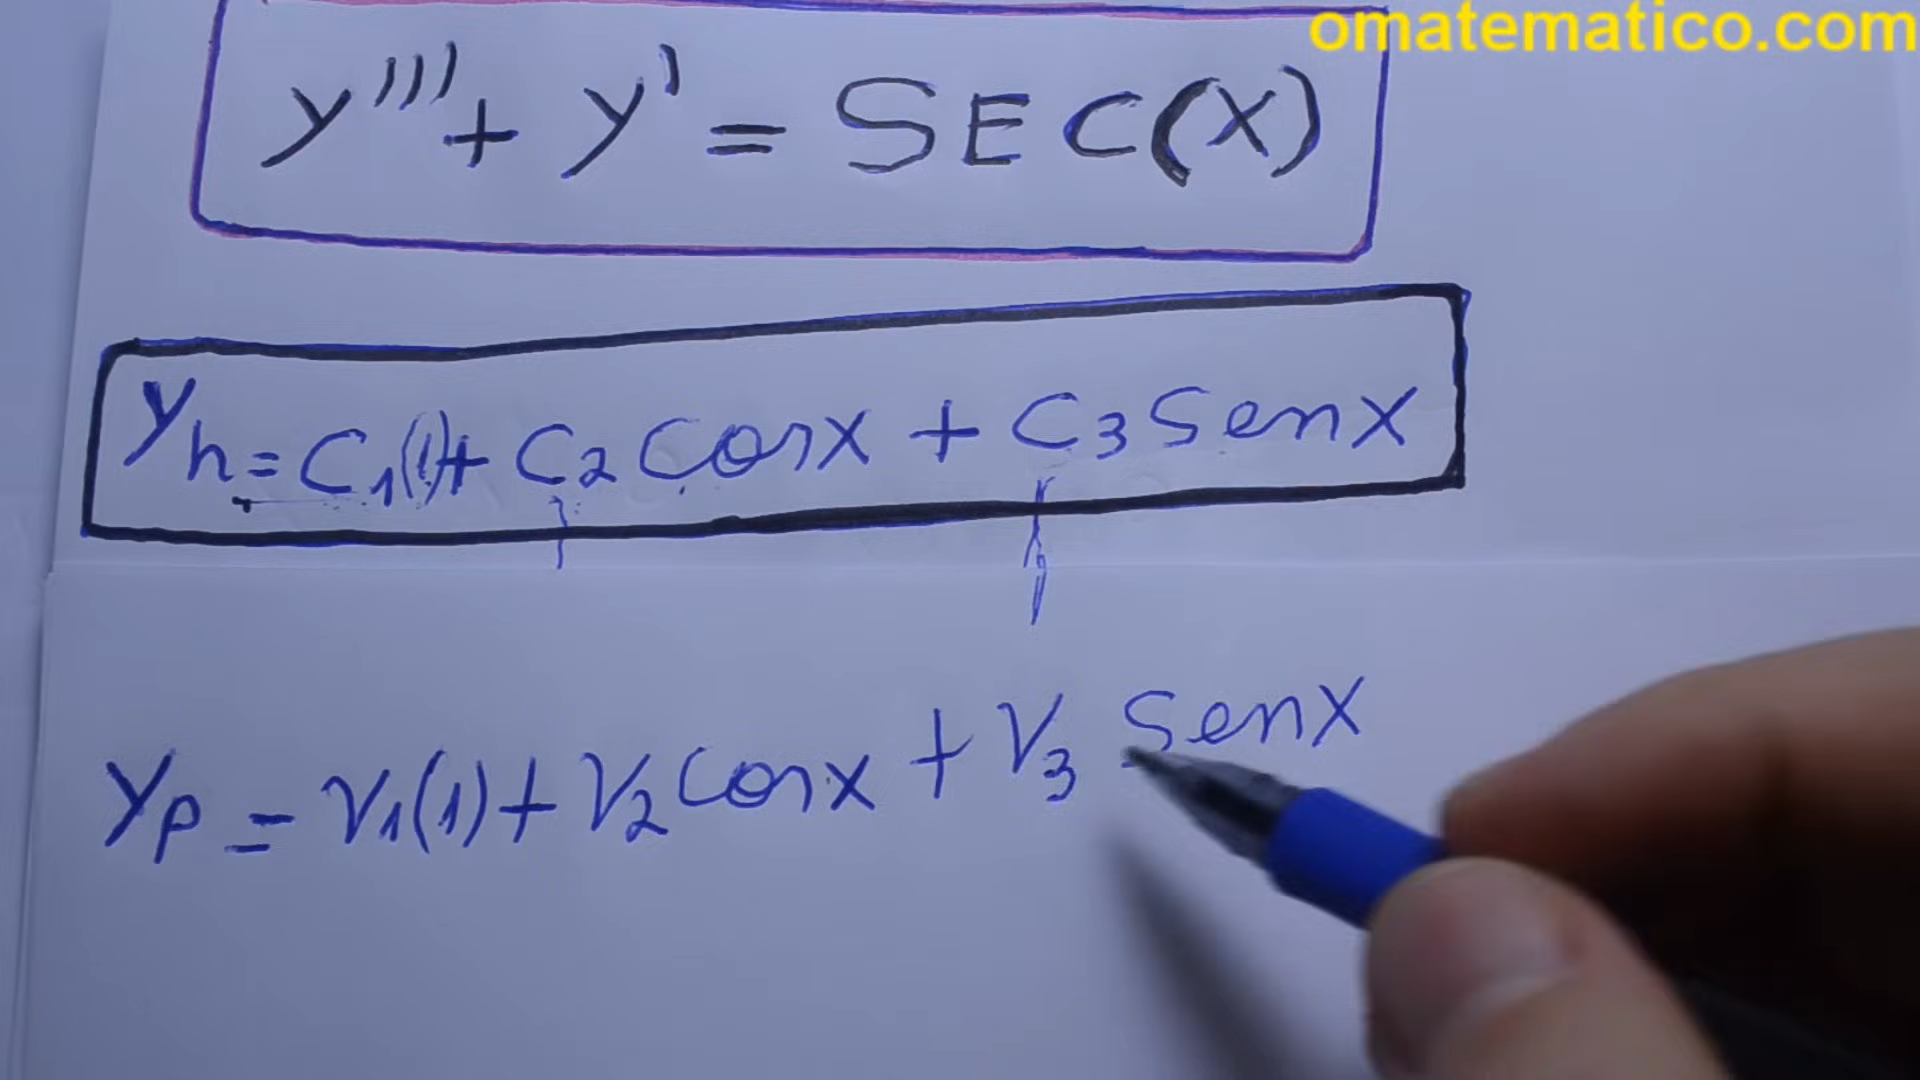 omatematico.com
y''' + y' = SEC(X)
yh = C1(1) + C2 Cosx + C3 Senx
yp = V1(1) + V2 Cosx + V3 Senx